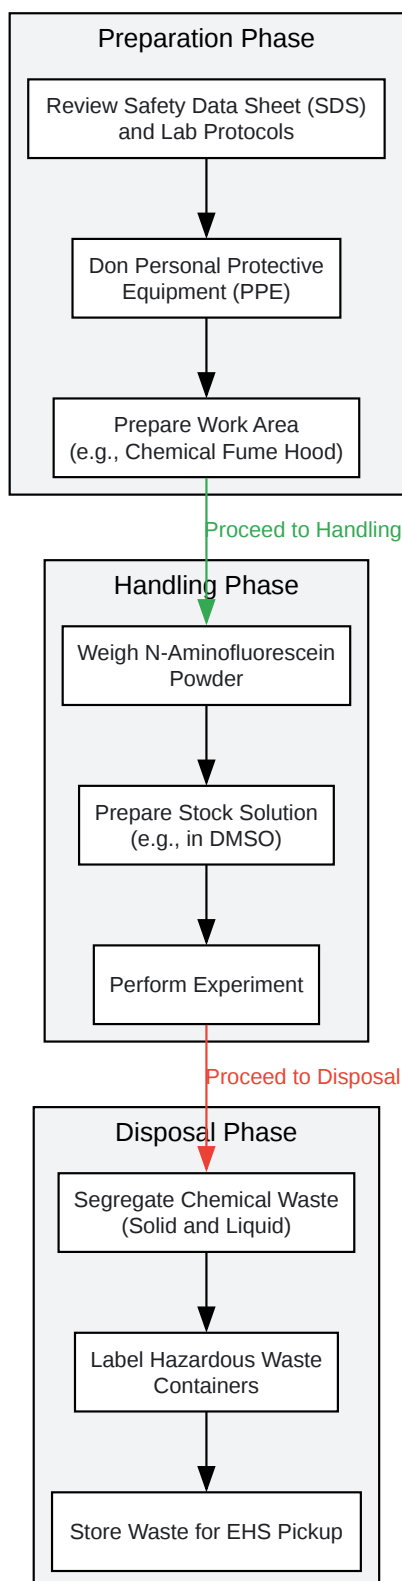 Preparation Phase
Review Safety Data Sheet (SDS)
and Lab Protocols
Don Personal Protective
Equipment (PPE)
Prepare Work Area
(e.g., Chemical Fume Hood)
Proceed to Handling
Handling Phase
Weigh N-Aminofluorescein
Powder
Prepare Stock Solution
(e.g., in DMSO)
Perform Experiment
Proceed to Disposal
Disposal Phase
Segregate Chemical Waste
(Solid and Liquid)
Label Hazardous Waste
Containers
Store Waste for EHS Pickup